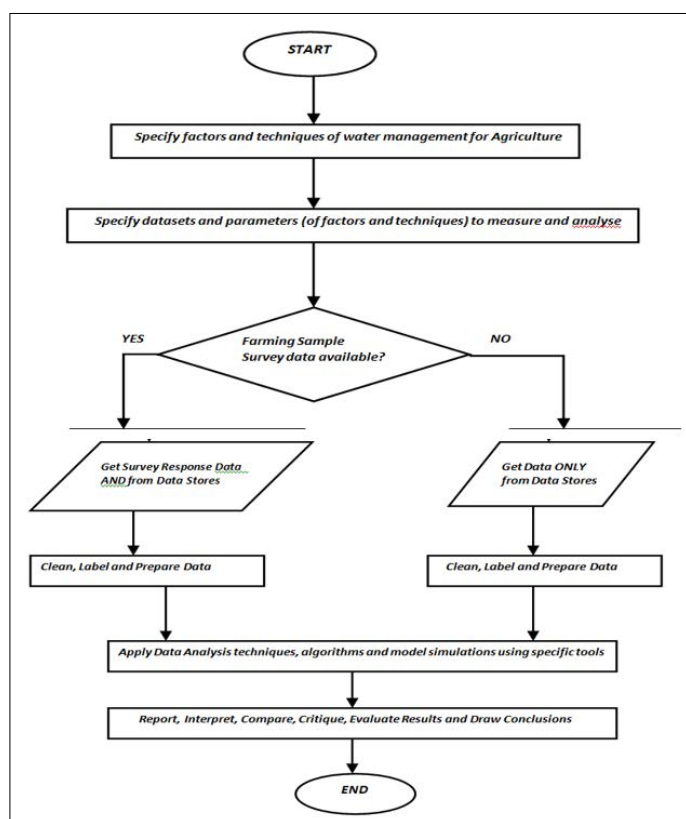 START
Specify factors and techniques of water management for Agriculture
Specify datasets and parameters (of factors and techniques) to measure and analyse
YES
NO
Farming Sample
Survey data available?
Get Survey Response Data
AND from Data Stores
Get Data ONLY
from Data Stores
Clean, Label and Prepare Data
Clean, Label and Prepare Data
Apply Data Analysis techniques, algorithms and model simulations using specific tools
Report, Interpret, Compare, Critique, Evaluate Results and Draw Conclusions
END